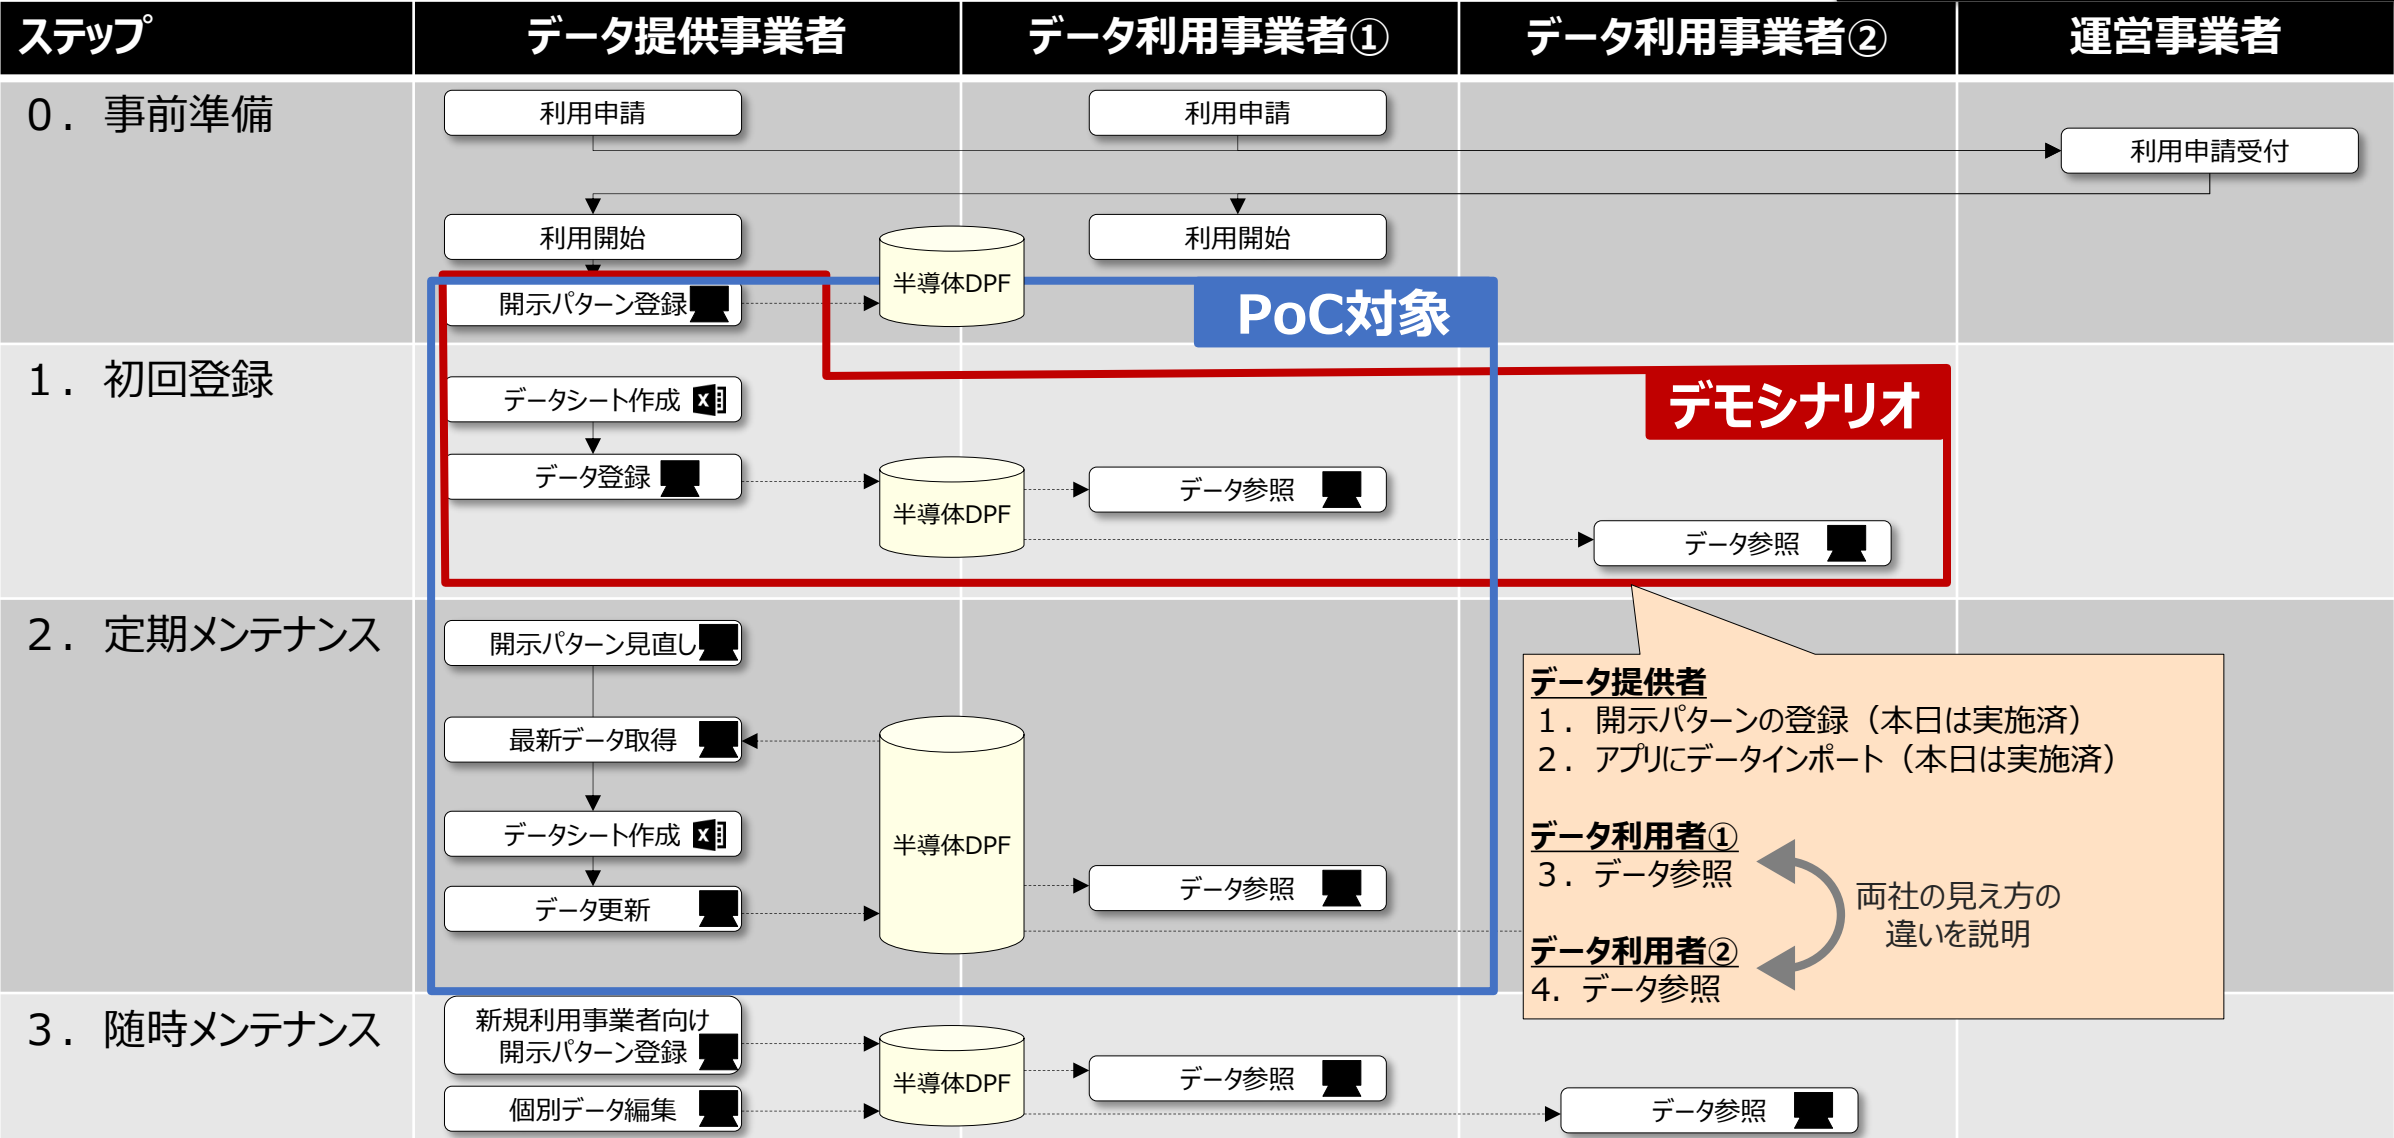 ステップ
データ提供事業者
データ利用事業者①
データ利用事業者②
運営事業者
0. 事前準備
利用申請
利用申請
利用申請受付
利用開始
利用開始
半導体DPF
開示パターン登録
PoC対象
1. 初回登録
デモシナリオ
データシート作成
データ登録
半導体DPF
データ参照
データ参照
2. 定期メンテナンス
開示パターン見直し
最新データ取得
データシート作成
データ更新
半導体DPF
データ参照
データ提供者
1. 開示パターンの登録（本日は実施済）
2. アプリにデータインポート（本日は実施済）
データ利用者①
3. データ参照
両社の見え方の
違いを説明
データ利用者②
4. データ参照
3. 随時メンテナンス
新規利用事業者向け
開示パターン登録
個別データ編集
半導体DPF
データ参照
データ参照